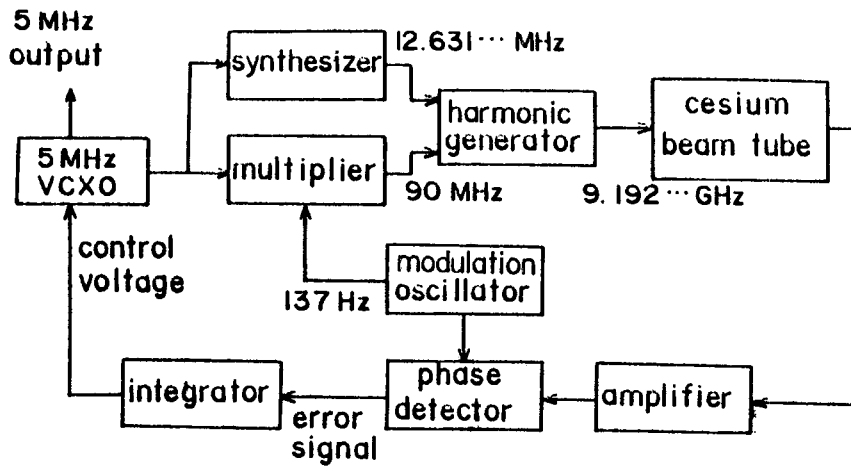 5 MHz
output
12.631··· MHz
synthesizer
harmonic
generator
cesium
beam tube
5 MHz
VCXO
multiplier
90 MHz
9.192··· GHz
control
voltage
modulation
oscillator
137 Hz
integrator
phase
detector
amplifier
error
signal